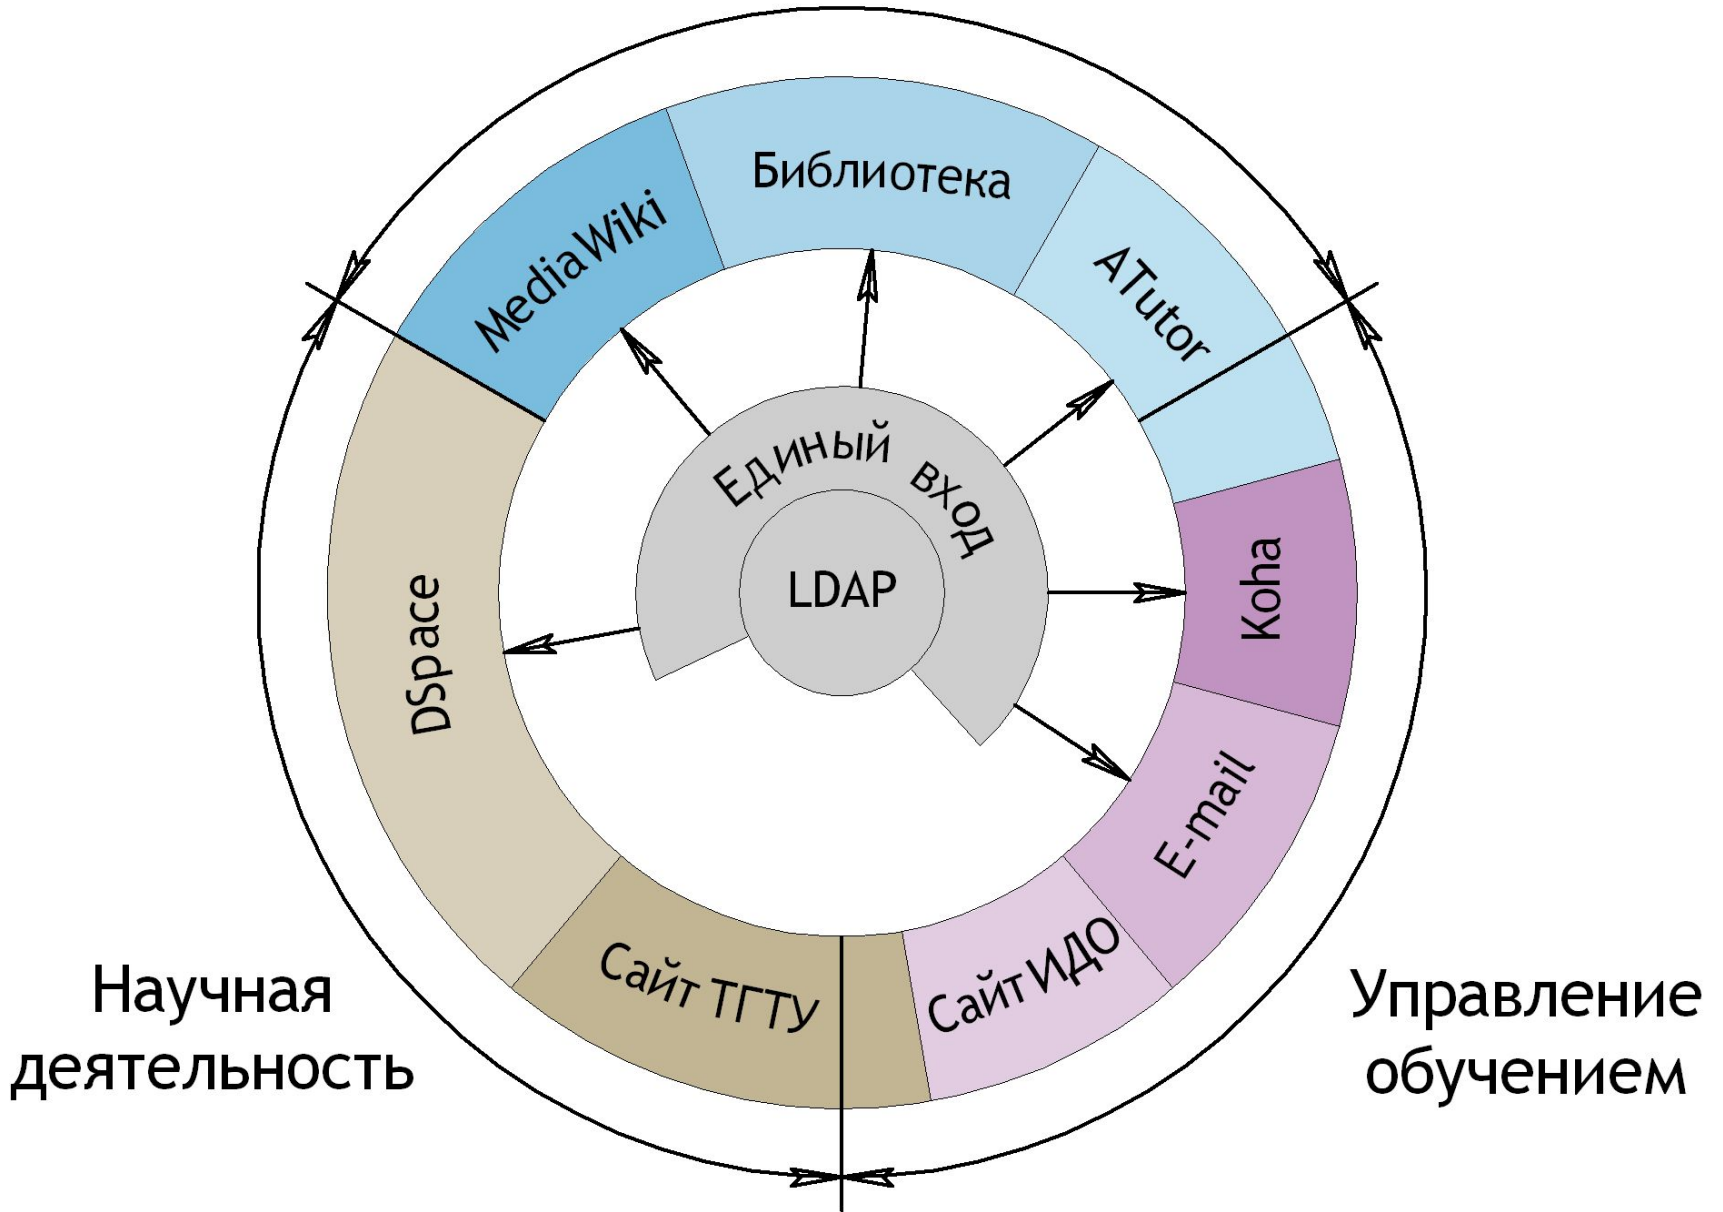 Библиотека
MediaWiki
ATutor
Единый вход
LDAP
Koha
DSpace
E-mail
Сайт ТГТУ
Сайт ИДО
Научная
деятельность
Управление
обучением